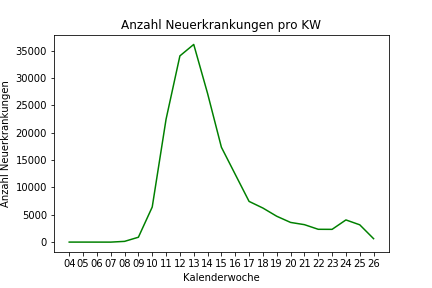 Anzahl Neuerkrankungen pro KW
Anzahl Neuerkrankungen
35000
30000
25000
20000
15000
10000
5000
0
04 05 06 07 08 09 10 11 12 13 14 15 16 17 18 19 20 21 22 23 24 25 26
Kalenderwoche